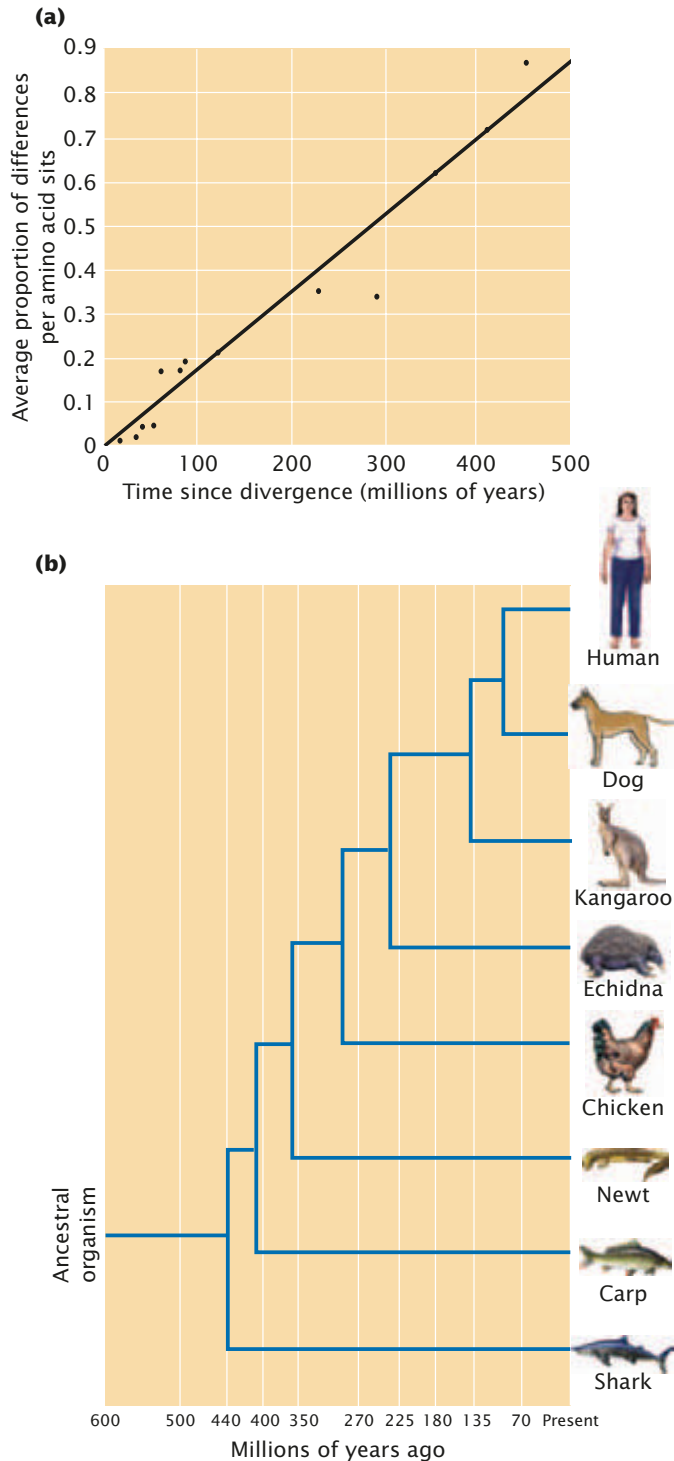 (a)
0.9
0.8
0.7
0.6
0.5
0.4
0.3
0.2
0.1
0
Average proportion of differences
per amino acid sits
0 100 200 300 400 500
Time since divergence (millions of years)
(b)
Human
Dog
Kangaroo
Echidna
Chicken
Newt
Carp
Shark
Ancestral
organism
600 500 440 400 350 270 225 180 135 70 Present
Millions of years ago